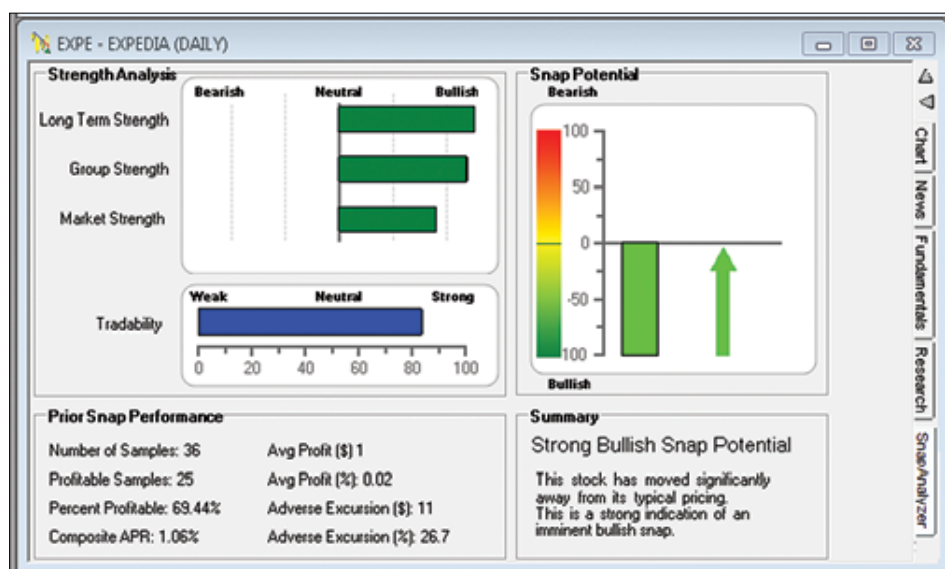 EXPE - EXPEDIA (DAILY)
Strength Analysis
Bearish Neutral Bullish
Long Term Strength
Group Strength
Market Strength
Weak Neutral Strong
Tradability
0 20 40 60 80 100
Snap Potential
Bearish
100
50
0
-50
100
Bullish
Prior Snap Performance
Number of Samples: 36
Profitable Samples: 25
Percent Profitable: 69.44%
Composite APR: 1.06%
Avg Profit ($) 1
Avg Profit (%): 0.02
Adverse Excursion ($): 11
Adverse Excursion (%): 26.7
Summary
Strong Bullish Snap Potential
This stock has moved significantly
away from its typical pricing.
This is a strong indication of an
imminent bullish snap.
Chart
News
Fundamentals
Research
SnapAnalyzer